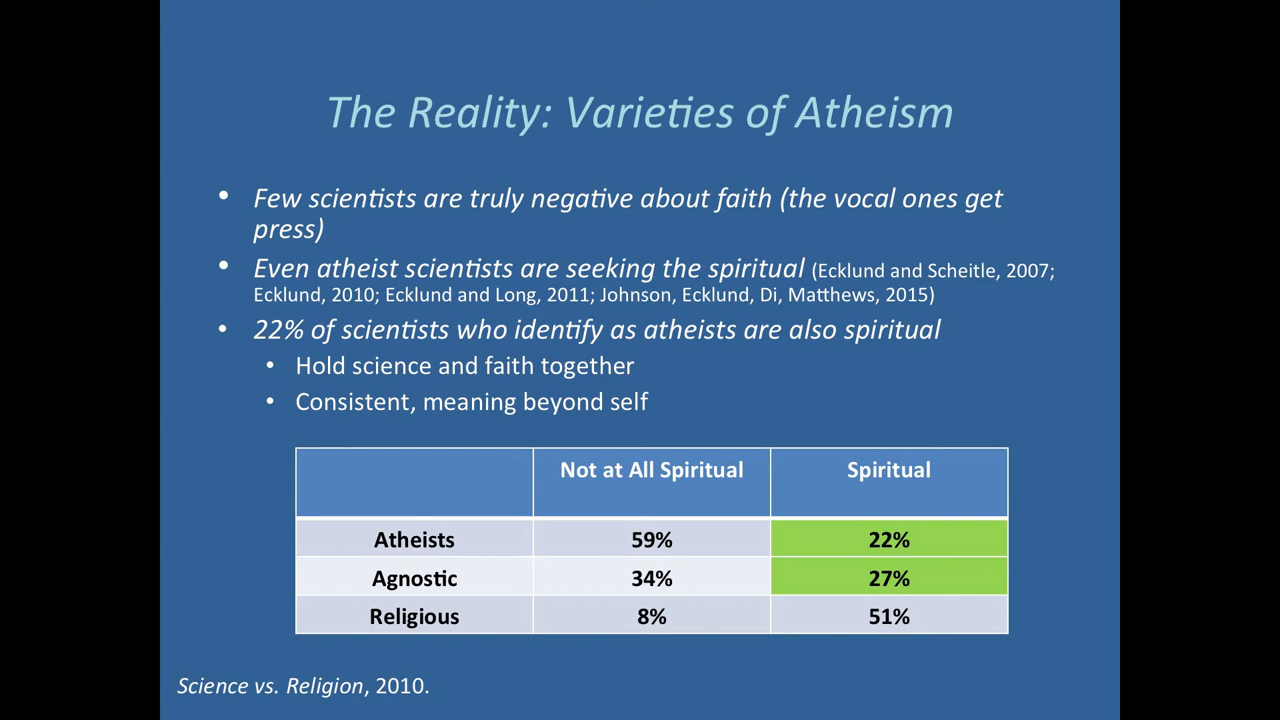 The Reality: Varieties of Atheism
• Few scientists are truly negative about faith (the vocal ones get
press)
• Even atheist scientists are seeking the spiritual (Ecklund and Scheitle, 2007;
Ecklund, 2010; Ecklund and Long, 2011; Johnson, Ecklund, Di, Matthews, 2015)
• 22% of scientists who identify as atheists are also spiritual
• Hold science and faith together
• Consistent, meaning beyond self
Not at All Spiritual Spiritual
Atheists 59% 22%
Agnostic 34% 27%
Religious 8% 51%
Science vs. Religion, 2010.